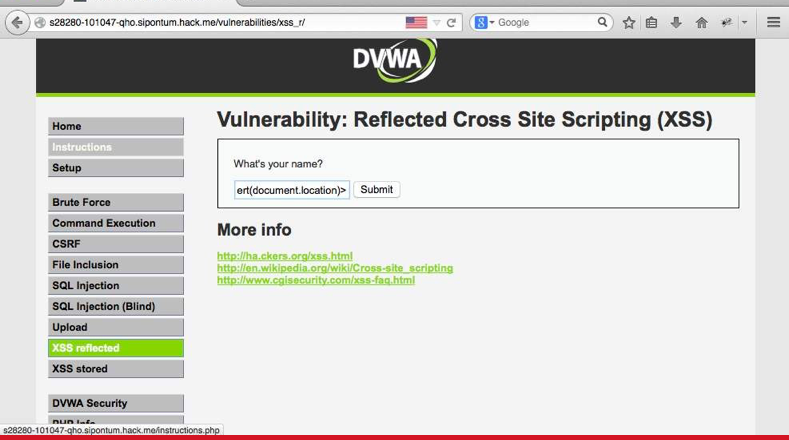 s28280-101047-qho.sipontum.hack.me/vulnerabilities/xss_r/
Google
DVWA
Home
Instructions
Setup
Brute Force
Command Execution
CSRF
File Inclusion
SQL Injection
SQL Injection (Blind)
Upload
XSS reflected
XSS stored
DVWA Security
PHP Info
Vulnerability: Reflected Cross Site Scripting (XSS)
What's your name?
ert(document.location)> Submit
More info
http://ha.ckers.org/xss.html
http://en.wikipedia.org/wiki/Cross-site_scripting
http://www.cgisecurity.com/xss-faq.html
s28280-101047-qho.sipontum.hack.me/instructions.php